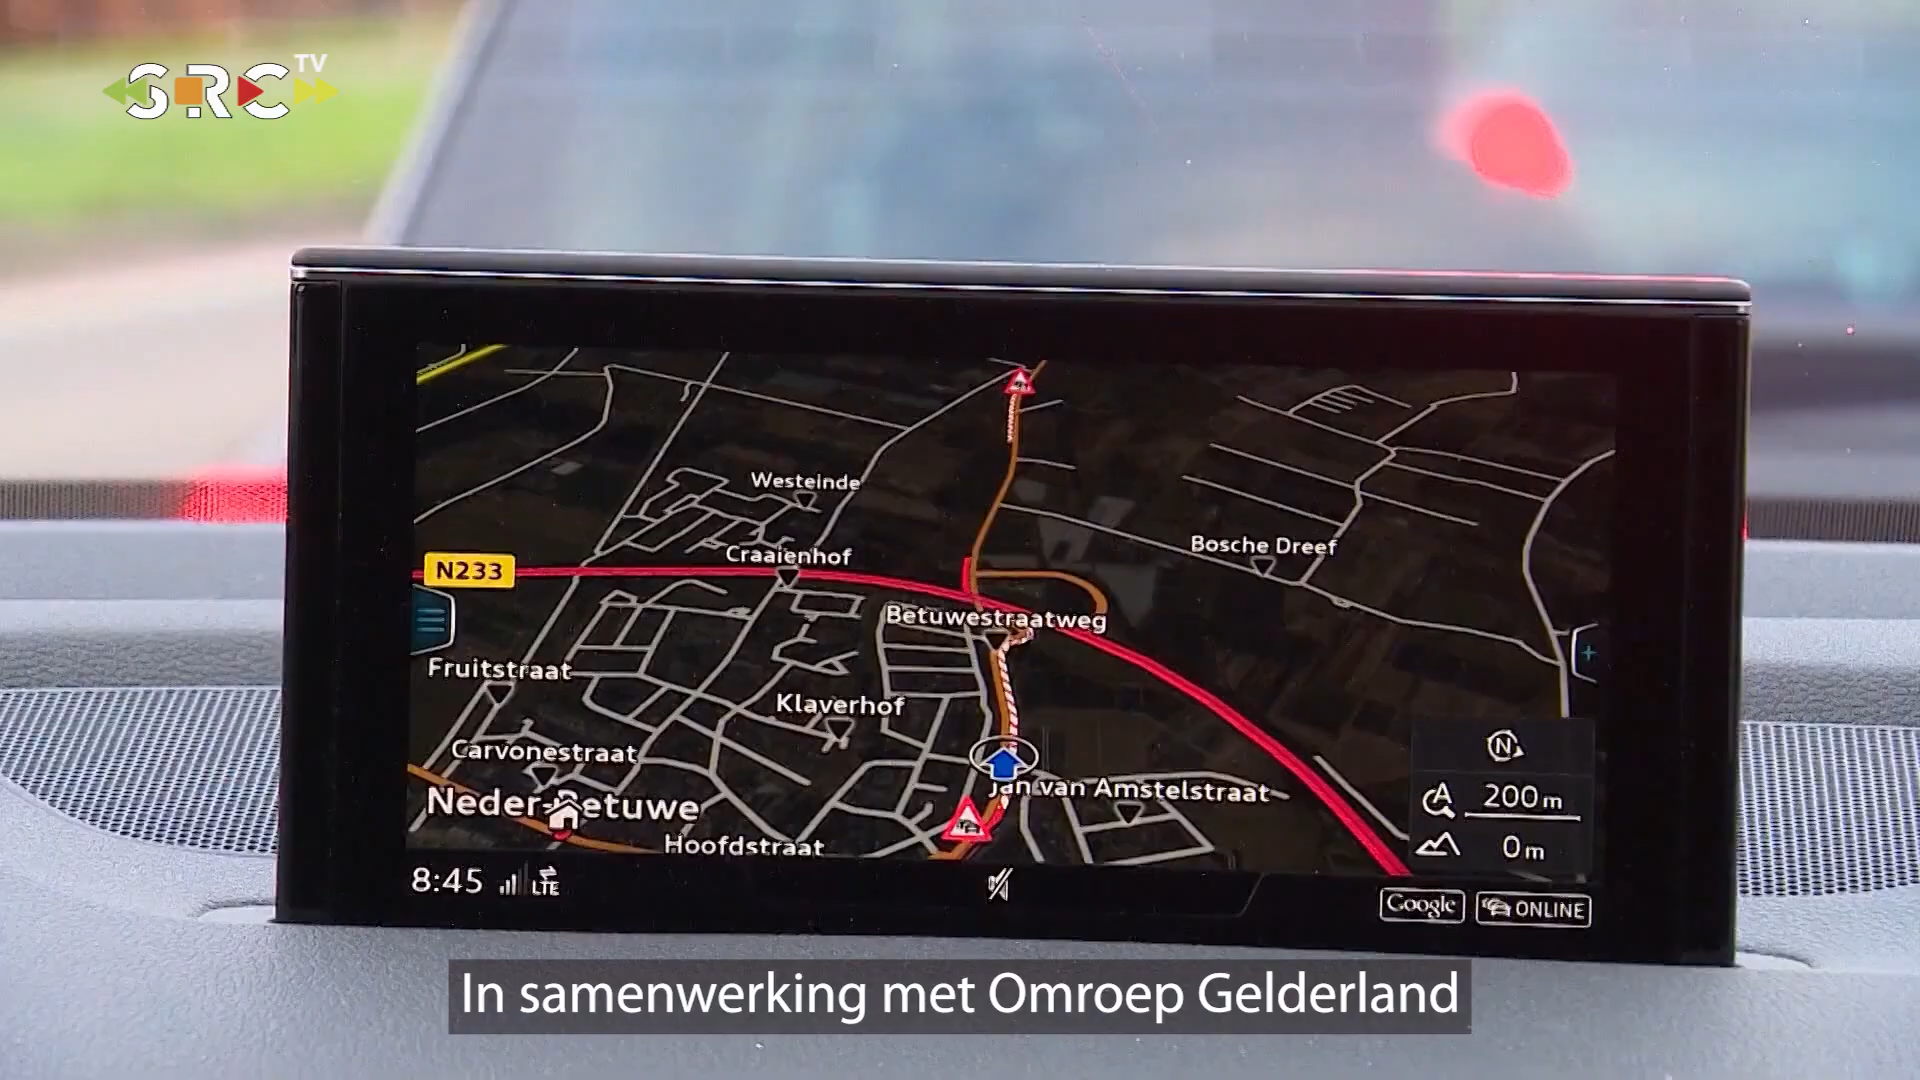 SRC TV
Westeinde
Craaienhof
Bosche Dreef
N233
Betuwestraatweg
Fruitstraat
Klaverhof
Carvonestraat
Jan van Amstelstraat
Neder-Betuwe
Hoofdstraat
N
200 m
0 m
8:45 LTE
Google
ONLINE
In samenwerking met Omroep Gelderland